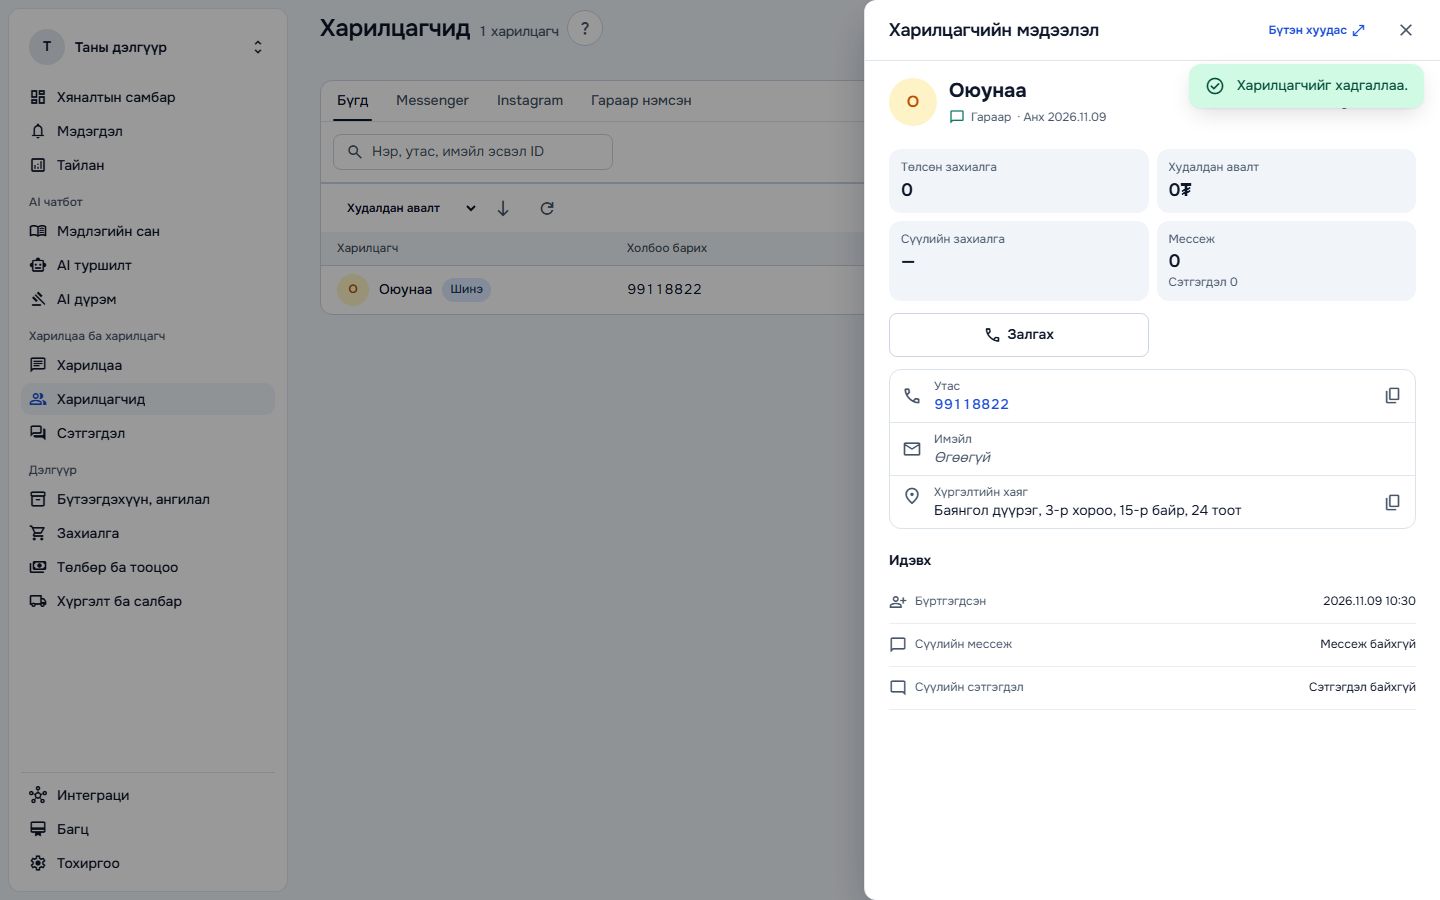 Т Таны дэлгүүр
Хяналтын самбар
Мэдэгдэл
Тайлан
AI чатбот
Мэдлэгийн сан
AI туршилт
AI дүрэм
Харилцаа ба харилцагч
Харилцаа
Харилцагчид
Сэтгэгдэл
Дэлгүүр
Бүтээгдэхүүн, ангилал
Захиалга
Төлбөр ба тооцоо
Хүргэлт ба салбар
Интеграци
Багц
Тохиргоо
Харилцагчид 1 харилцагч ?
Бүгд Messenger Instagram Гараар нэмсэн
Нэр, утас, имэйл эсвэл ID
Худалдан авалт
Харилцагч Холбоо барих
О Оюунаа Шинэ 99118822
Харилцагчийн мэдээлэл Бүтэн хуудас
Харилцагчийг хадгаллаа.
О Оюунаа
Гараар · Анх 2026.11.09
Төлсөн захиалга
0
Худалдан авалт
0₮
Сүүлийн захиалга
—
Мессеж
0
Сэтгэгдэл 0
Залгах
Утас
99118822
Имэйл
Өгөөгүй
Хүргэлтийн хаяг
Баянгол дүүрэг, 3-р хороо, 15-р байр, 24 тоот
Идэвх
Бүртгэгдсэн 2026.11.09 10:30
Сүүлийн мессеж Мессеж байхгүй
Сүүлийн сэтгэгдэл Сэтгэгдэл байхгүй